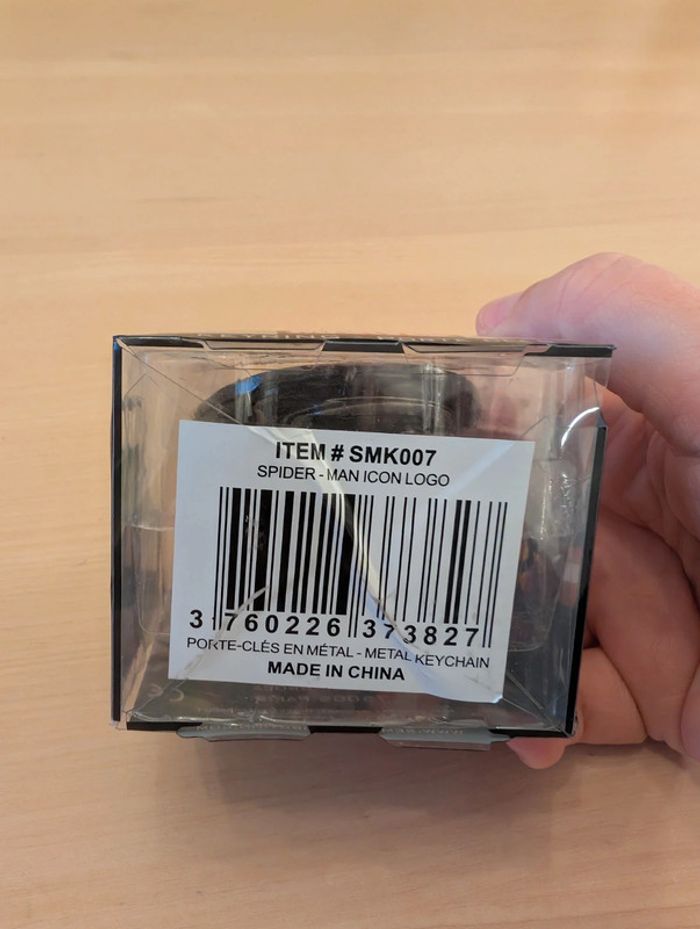 ITEM # SMK007
SPIDER - MAN ICON LOGO
3 760226 373827
PORTE-CLÉS EN MÉTAL - METAL KEYCHAIN
MADE IN CHINA